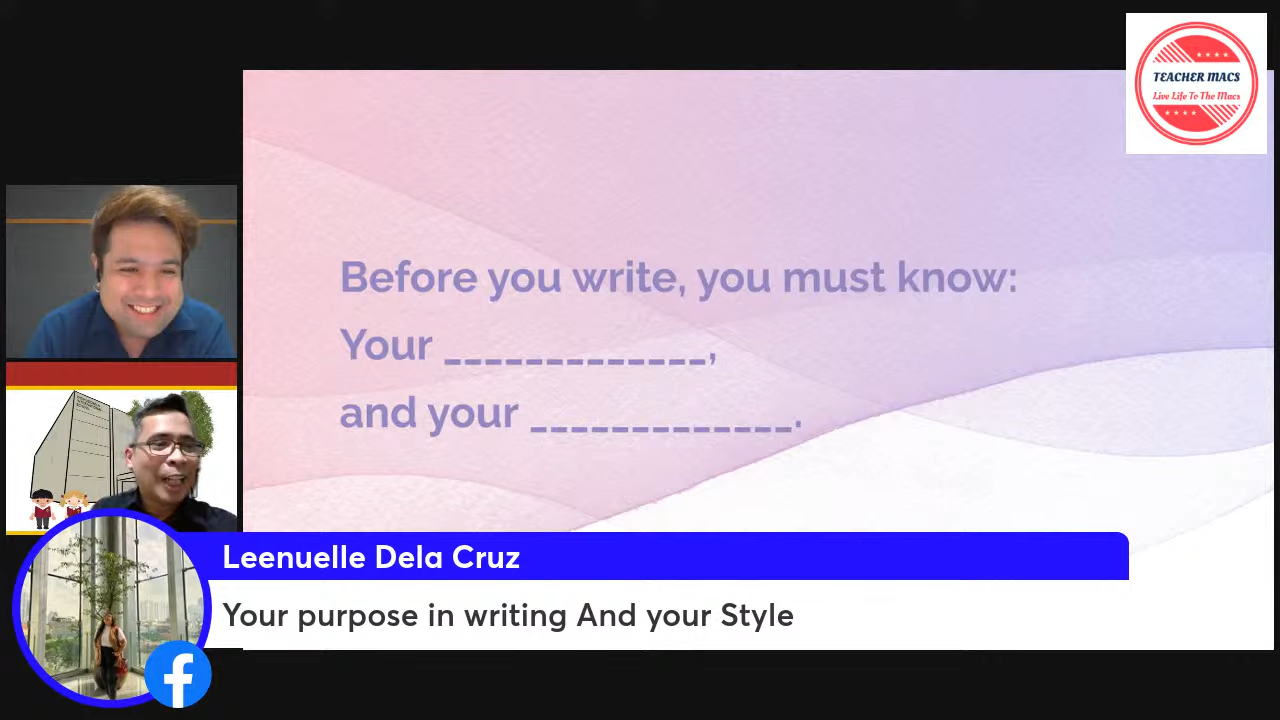 TEACHER MACS
Live Life To The Macs
Before you write, you must know:
Your _____________,
and your _____________.
Leenuelle Dela Cruz
Your purpose in writing And your Style